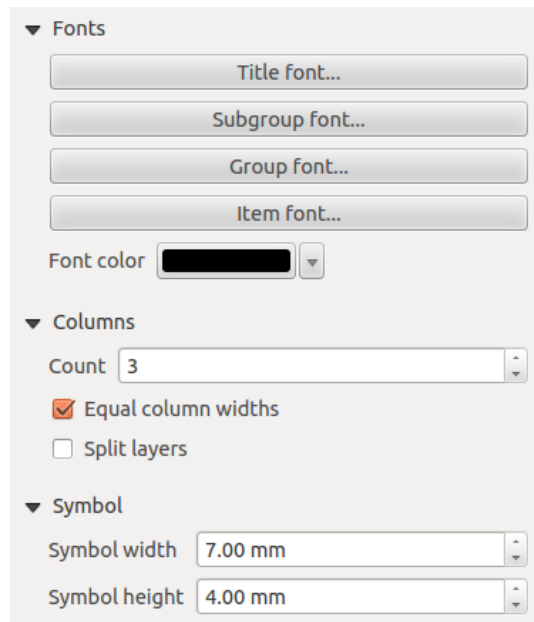 Fonts
Title font...
Subgroup font...
Group font...
Item font...
Font color
Columns
Count 3
Equal column widths
Split layers
Symbol
Symbol width 7.00 mm
Symbol height 4.00 mm